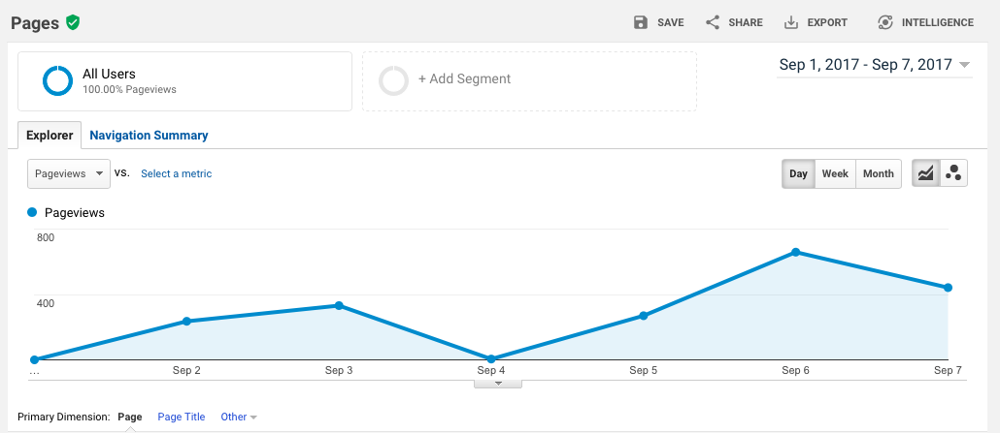 Pages
SAVE SHARE EXPORT INTELLIGENCE
All Users
100.00% Pageviews
+ Add Segment
Sep 1, 2017 - Sep 7, 2017
Explorer Navigation Summary
Pageviews VS. Select a metric
Day Week Month
Pageviews
800
400
... Sep 2 Sep 3 Sep 4 Sep 5 Sep 6 Sep 7
Primary Dimension: Page Page Title Other